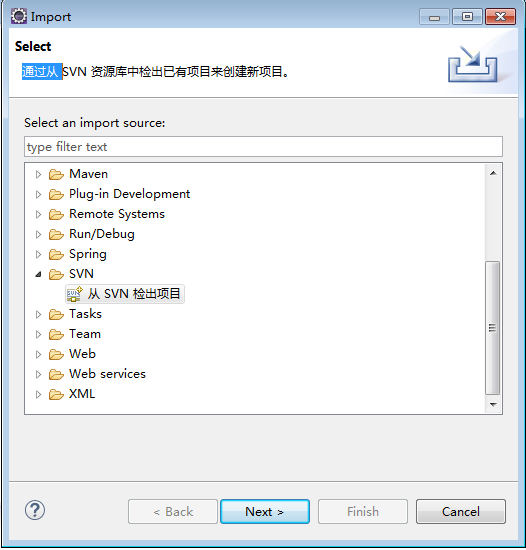 Import
Select
通过从 SVN 资源库中检出已有项目来创建新项目。
Select an import source:
type filter text
Maven
Plug-in Development
Remote Systems
Run/Debug
Spring
SVN
SVN 从 SVN 检出项目
Tasks
Team
Web
Web services
XML
? < Back Next > Finish Cancel